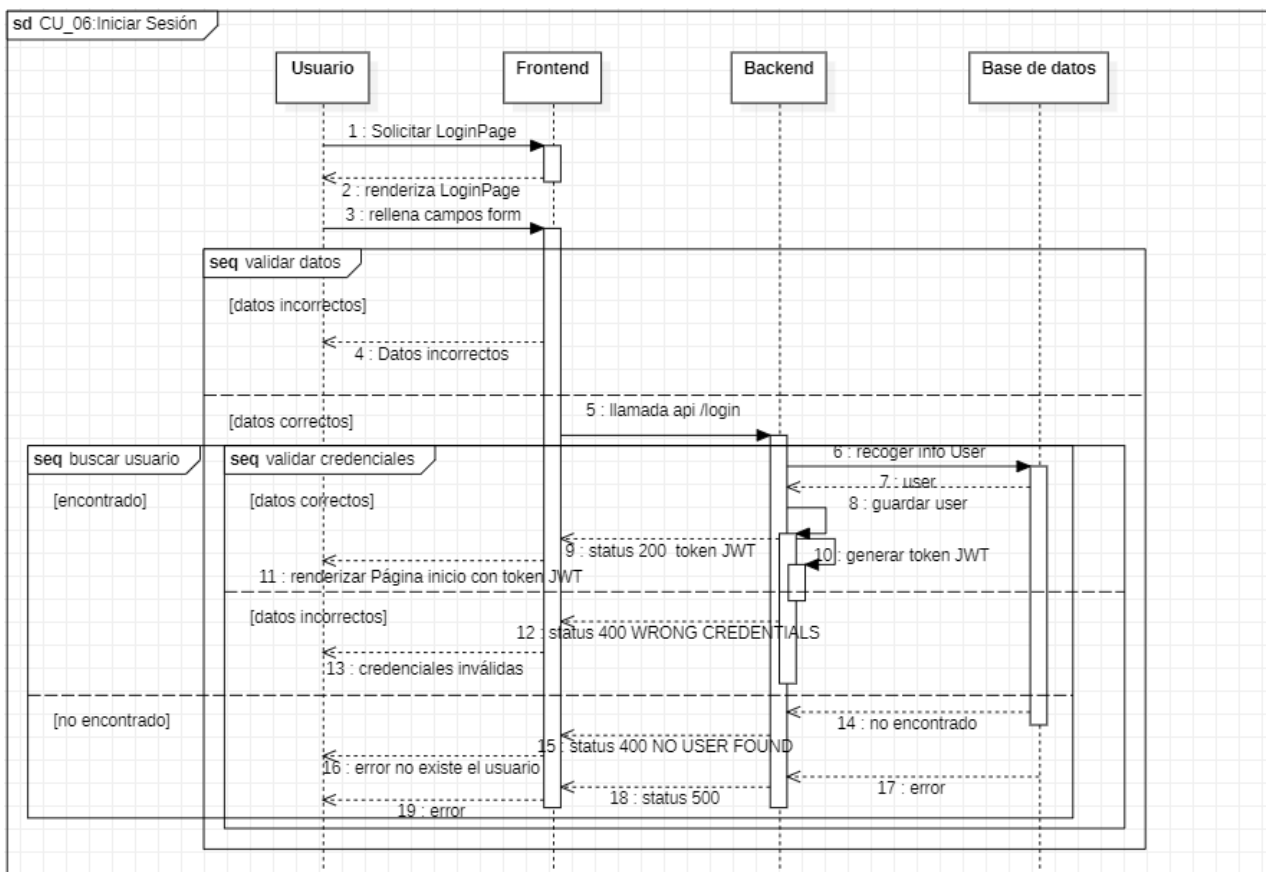 sd CU_06:Iniciar Sesión
Usuario
Frontend
Backend
Base de datos
1 : Solicitar LoginPage
2 : renderiza LoginPage
3 : rellena campos form
seq validar datos
[datos incorrectos]
4 : Datos incorrectos
[datos correctos]
5 : llamada api /login
seq buscar usuario
seq validar credenciales
6 : recoger info User
[encontrado]
[datos correctos]
7 : user
8 : guardar user
9 : status 200 token JWT
10 : generar token JWT
11 : renderizar Página inicio con token JWT
[datos incorrectos]
12 : status 400 WRONG CREDENTIALS
13 : credenciales inválidas
[no encontrado]
14 : no encontrado
15 : status 400 NO USER FOUND
16 : error no existe el usuario
17 : error
18 : status 500
19 : error